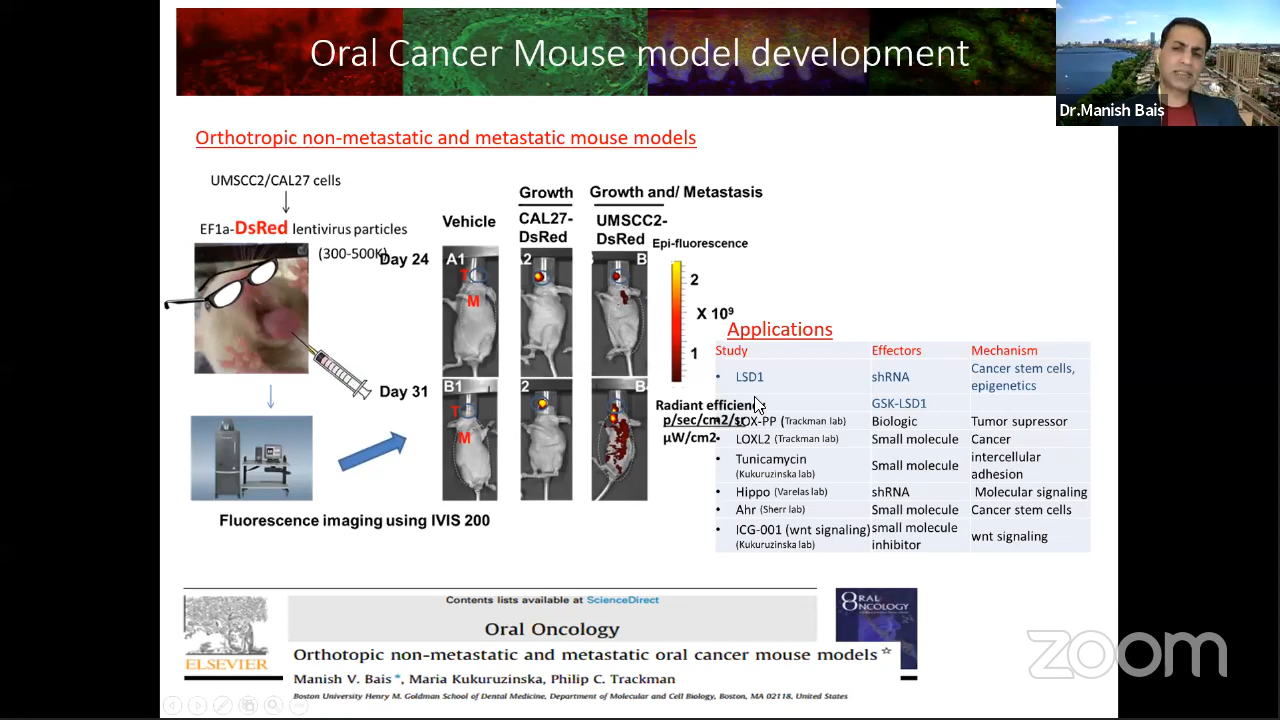 Oral Cancer Mouse model development
Dr.Manish Bais
Orthotropic non-metastatic and metastatic mouse models
UMSCC2/CAL27 cells
EF1a-DsRed lentivirus particles
(300-500K)
Vehicle
Growth
CAL27-
DsRed
Growth and/ Metastasis
UMSCC2-
DsRed
Day 24
A1
T
M
A2
B
Day 31
B1
T
M
2
B
Epi-fluorescence
2
X 10⁹
1
Radiant efficienc
p/sec/cm2/sr
µW/cm2
Fluorescence imaging using IVIS 200
Applications
Study Effectors Mechanism
• LSD1 shRNA Cancer stem cells,
epigenetics
GSK-LSD1
LOX-PP (Trackman lab) Biologic Tumor supressor
• LOXL2 (Trackman lab) Small molecule Cancer
• Tunicamycin
(Kukuruzinska lab) Small molecule intercellular
adhesion
• Hippo (Varelas lab) shRNA Molecular signaling
• Ahr (Sherr lab) Small molecule Cancer stem cells
• ICG-001 (wnt signaling)
(Kukuruzinska lab) small molecule
inhibitor wnt signaling
Contents lists available at ScienceDirect
Oral Oncology
ELSEVIER
ORAL
ONCOLOGY
Orthotopic non-metastatic and metastatic oral cancer mouse models☆
Manish V. Bais*, Maria Kukuruzinska, Philip C. Trackman
Boston University Henry M. Goldman School of Dental Medicine, Department of Molecular and Cell Biology, Boston, MA 02118, United States
zoom